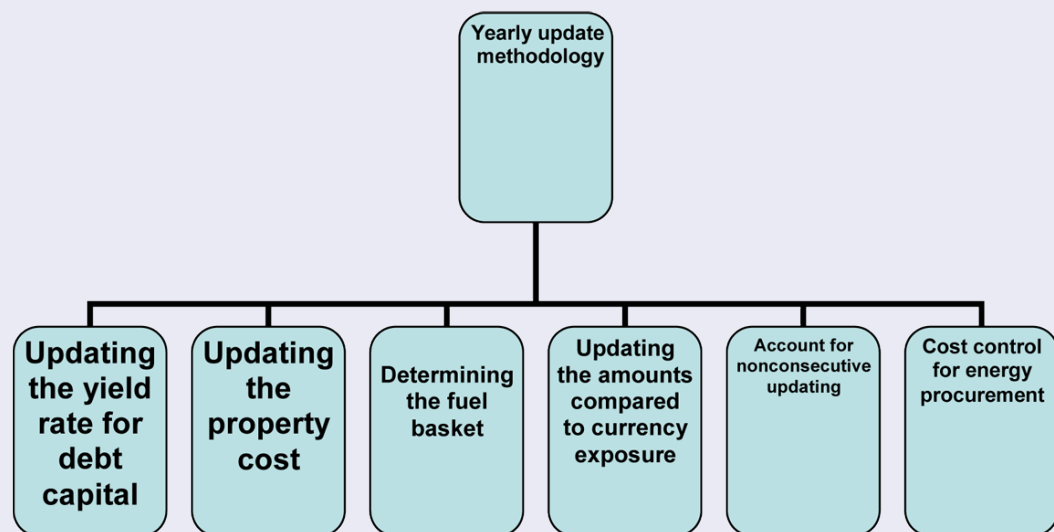 Yearly update
methodology
Updating
the yield
rate for
debt
capital
Updating
the
property
cost
Determining
the fuel
basket
Updating
the amounts
compared
to currency
exposure
Account for
nonconsecutive
updating
Cost control
for energy
procurement